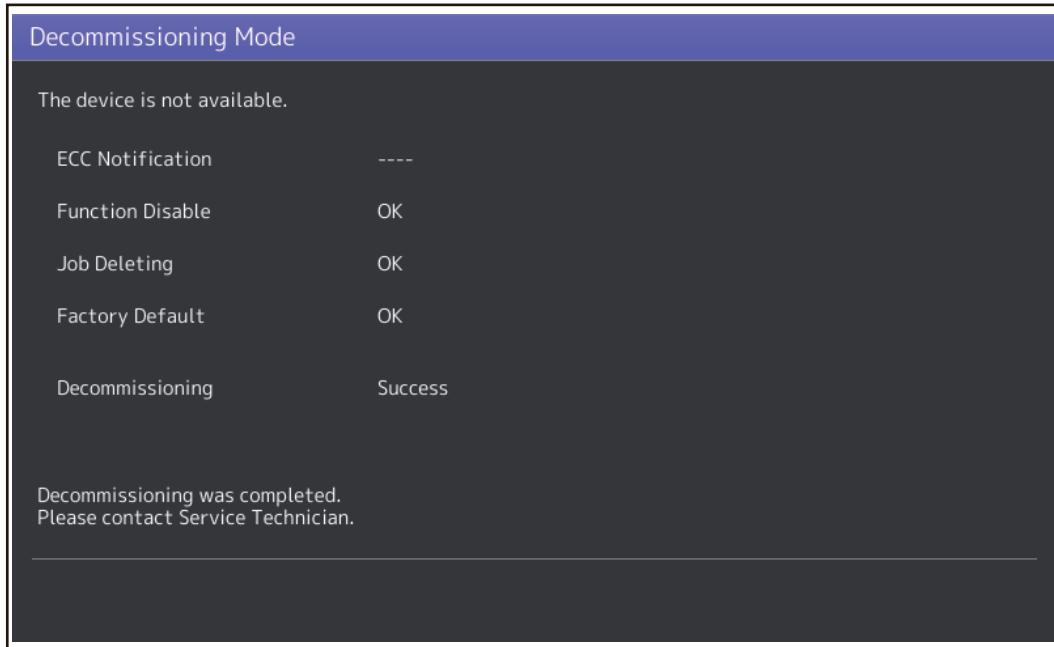 Decommissioning Mode
The device is not available.
ECC Notification ----
Function Disable OK
Job Deleting OK
Factory Default OK
Decommissioning Success
Decommissioning was completed.
Please contact Service Technician.